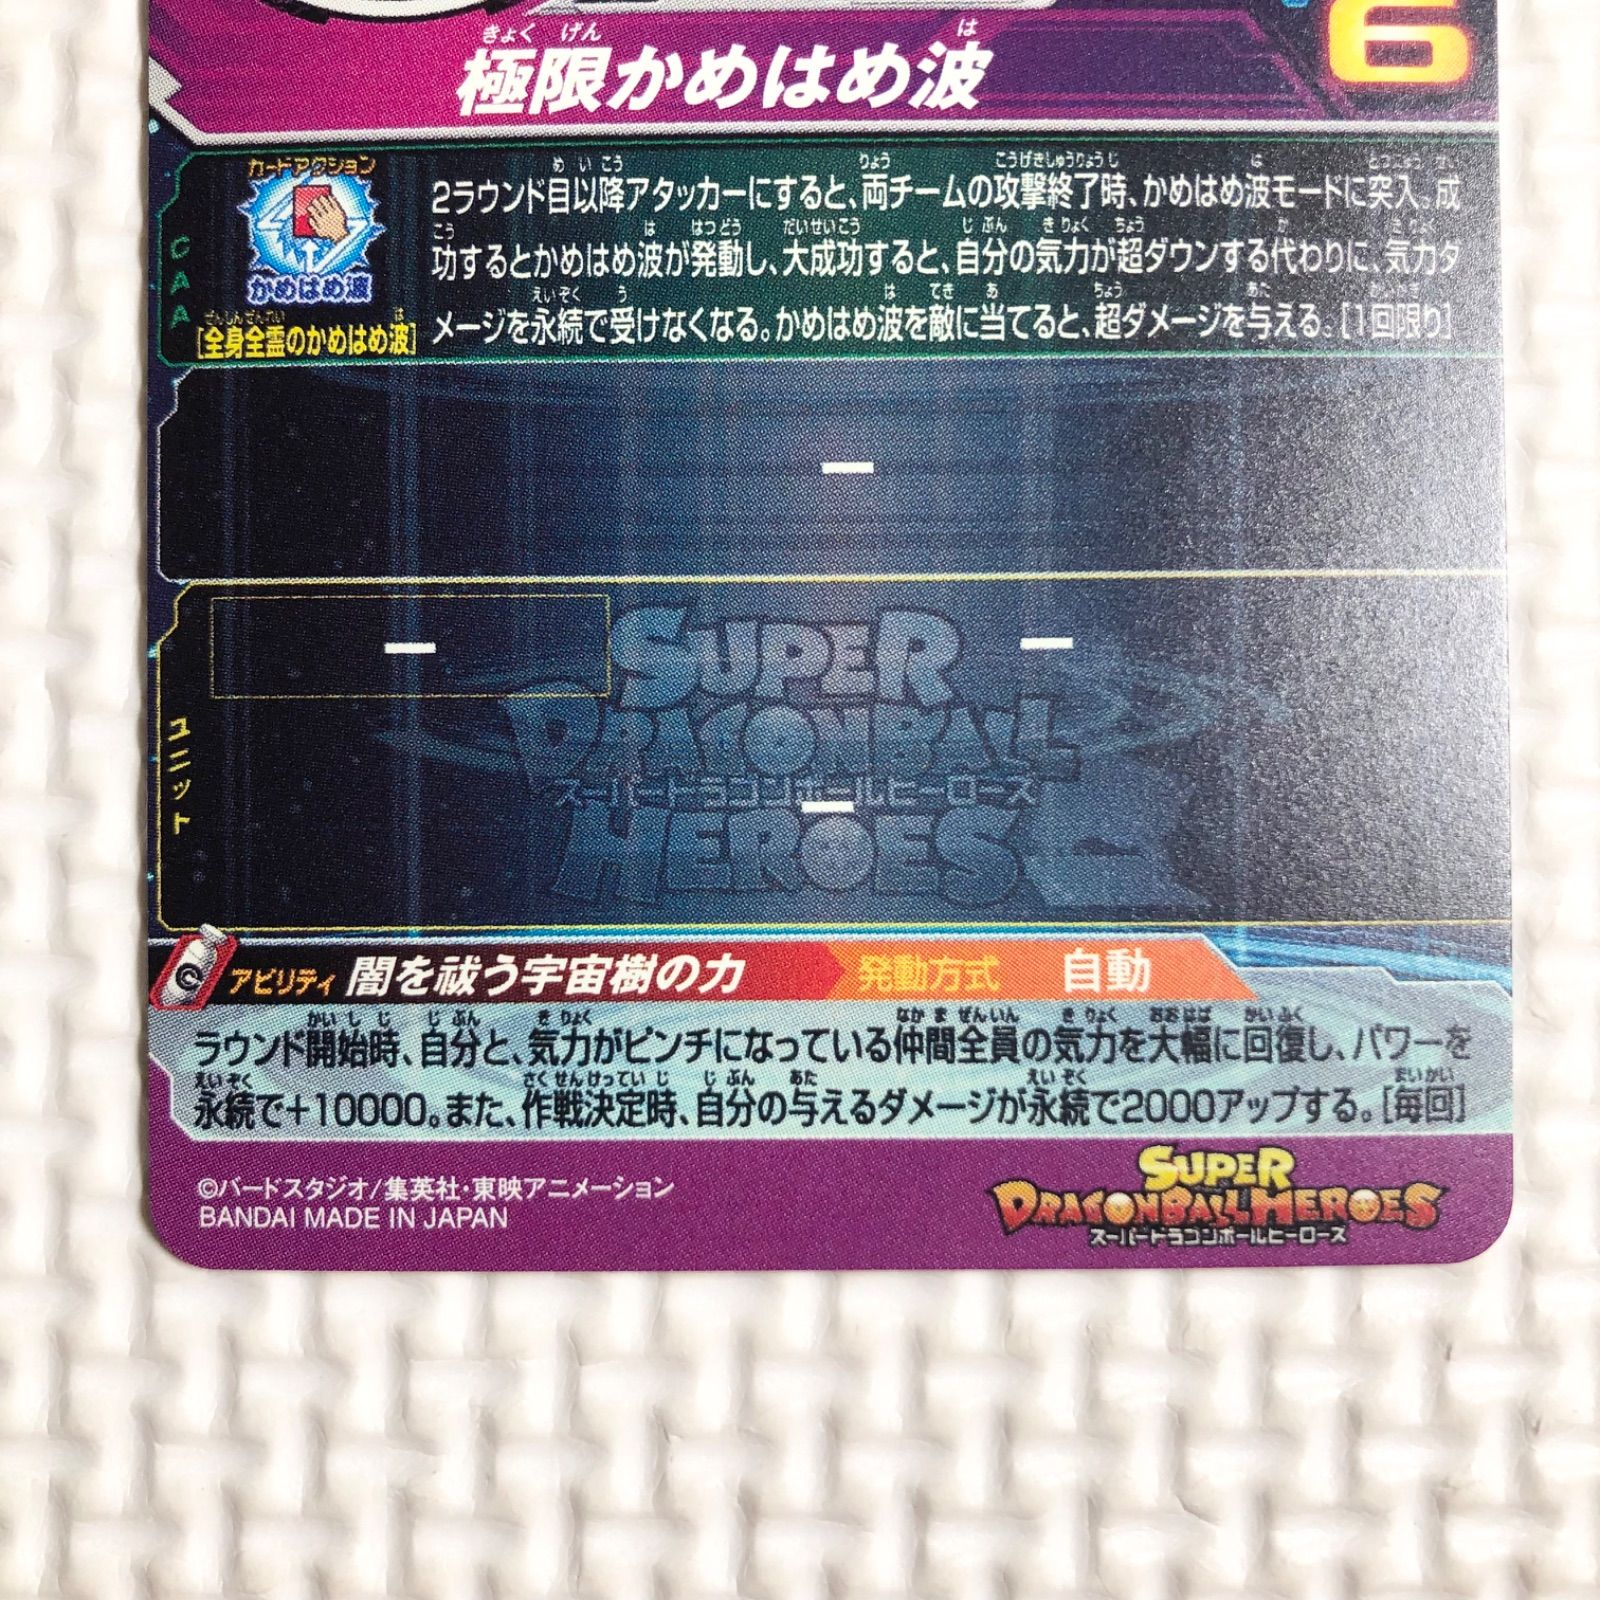 極限かめはめ波
6
カードアクション
かめはめ波
CAA
[全身全霊のかめはめ波]
2ラウンド目以降アタッカーにすると、両チームの攻撃終了時、かめはめ波モードに突入。成
功するとかめはめ波が発動し、大成功すると、自分の気力が超ダウンする代わりに、気力ダ
メージを永続で受けなくなる。かめはめ波を敵に当てると、超ダメージを与える。[1回限り]
ー
ユニット
ー
ー
ー
SUPER
DRAGONBALL
スーパードラゴンボールヒーローズ
HEROES
アビリティ 闇を祓う宇宙樹の力 発動方式 自動
ラウンド開始時、自分と、気力がピンチになっている仲間全員の気力を大幅に回復し、パワーを
永続で+10000。また、作戦決定時、自分の与えるダメージが永続で2000アップする。[毎回]
©バードスタジオ/集英社・東映アニメーション
BANDAI MADE IN JAPAN
SUPER
DRAGONBALL HEROES
スーパードラゴンボールヒーローズ